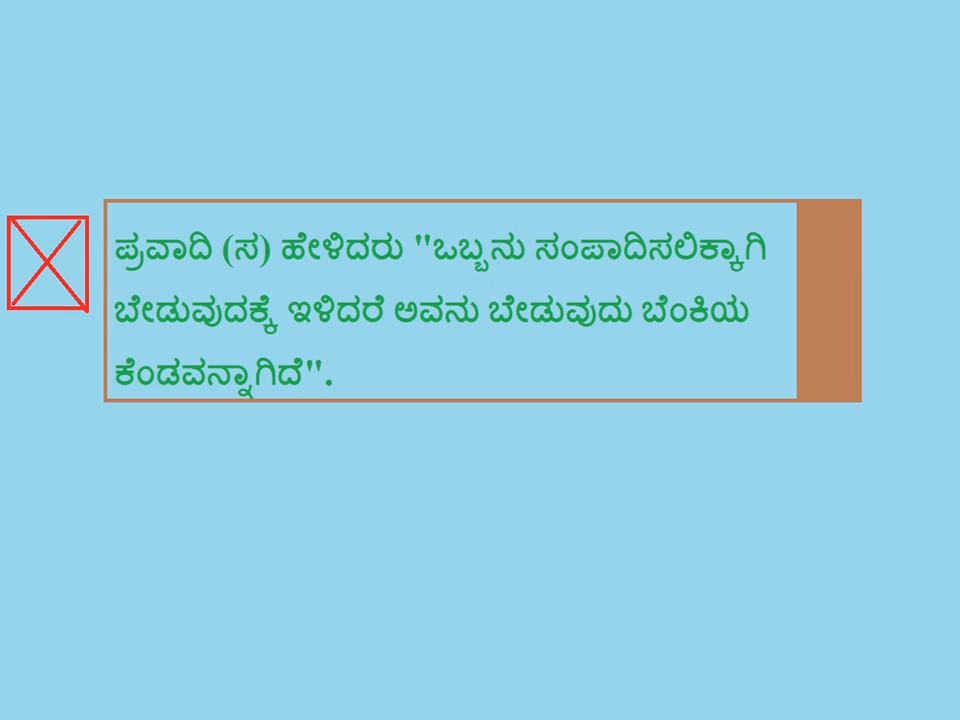 ಪ್ರವಾದಿ (ಸ) ಹೇಳಿದರು "ಒಬ್ಬನು ಸಂಪಾದಿಸಲಿಕ್ಕಾಗಿ
ಬೇಡುವುದಕ್ಕೆ ಇಳಿದರೆ ಅವನು ಬೇಡುವುದು ಬೆಂಕಿಯ
ಕೆಂಡವನ್ನಾಗಿದೆ".